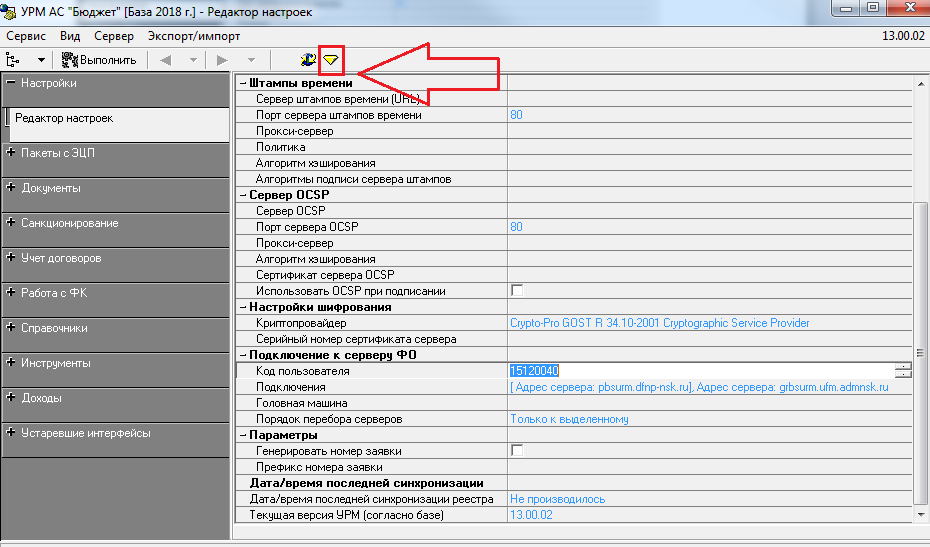 УРМ АС "Бюджет" [База 2018 г.] - Редактор настроек
Сервис Вид Сервер Экспорт/импорт 13.00.02
Выполнить
Настройки
Редактор настроек
Пакеты с ЭЦП
Документы
Санкционирование
Учет договоров
Работа с ФК
Справочники
Инструменты
Доходы
Устаревшие интерфейсы
Штампы времени
Сервер штампов времени (URL)
Порт сервера штампов времени 80
Прокси-сервер
Политика
Алгоритм хэширования
Алгоритмы подписи сервера штампов
Сервер OCSP
Сервер OCSP
Порт сервера OCSP 80
Прокси-сервер
Алгоритм хэширования
Сертификат сервера OCSP
Использовать OCSP при подписании
Настройки шифрования
Криптопровайдер Crypto-Pro GOST R 34.10-2001 Cryptographic Service Provider
Серийный номер сертификата сервера
Подключение к серверу ФО
Код пользователя 15120040
Подключения [ Адрес сервера: pbsurm.dfnp-nsk.ru], Адрес сервера: grbsurm.ufm.admnsk.ru
Головная машина
Порядок перебора серверов Только к выделенному
Параметры
Генерировать номер заявки
Префикс номера заявки
Дата/время последней синхронизации
Дата/время последней синхронизации реестра Не производилось
Текущая версия УРМ (согласно базе) 13.00.02